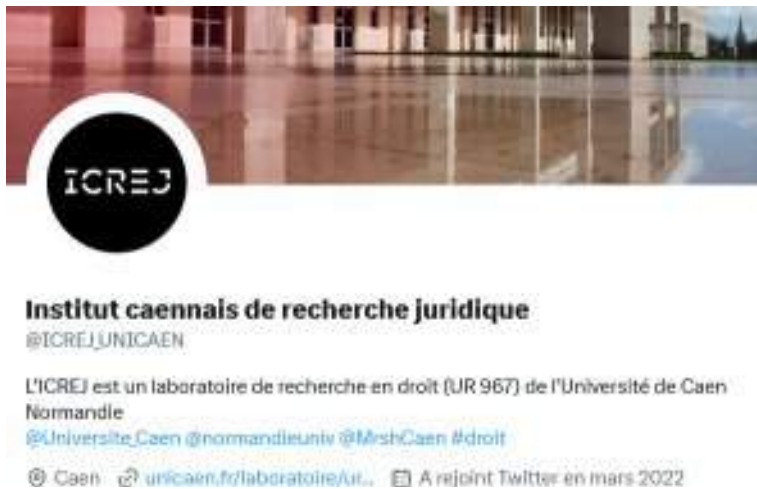 ICREJ
Institut caennais de recherche juridique
@ICREJ_UNICAEN
L'ICREJ est un laboratoire de recherche en droit (UR 967) de l'Université de Caen
Normandie
@Universite_Caen @normandieuniv @MrshCaen #droit
Caen unicaen.fr/laboratoire/ur... A rejoint Twitter en mars 2022